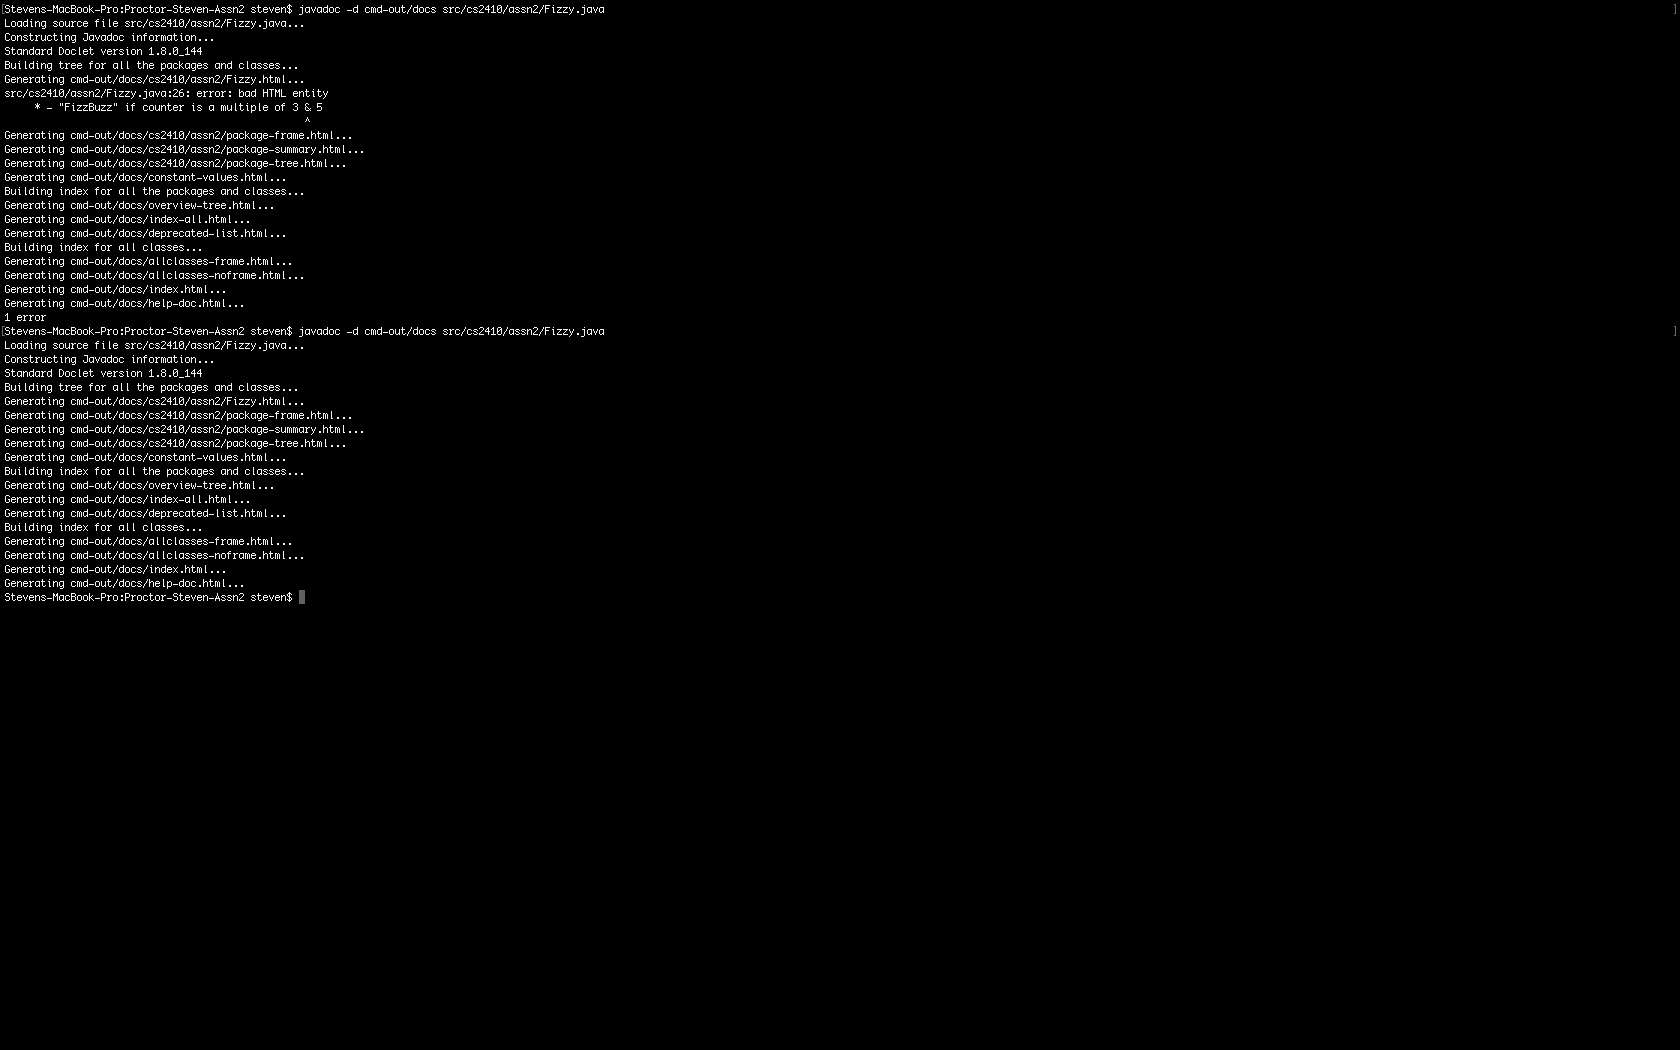 [Stevens-MacBook-Pro:Proctor-Steven-Assn2 steven$ javadoc -d cmd-out/docs src/cs2410/assn2/Fizzy.java ]
Loading source file src/cs2410/assn2/Fizzy.java...
Constructing Javadoc information...
Standard Doclet version 1.8.0_144
Building tree for all the packages and classes...
Generating cmd-out/docs/cs2410/assn2/Fizzy.html...
src/cs2410/assn2/Fizzy.java:26: error: bad HTML entity
     * - "FizzBuzz" if counter is a multiple of 3 & 5
                                                  ^
Generating cmd-out/docs/cs2410/assn2/package-frame.html...
Generating cmd-out/docs/cs2410/assn2/package-summary.html...
Generating cmd-out/docs/cs2410/assn2/package-tree.html...
Generating cmd-out/docs/constant-values.html...
Building index for all the packages and classes...
Generating cmd-out/docs/overview-tree.html...
Generating cmd-out/docs/index-all.html...
Generating cmd-out/docs/deprecated-list.html...
Building index for all classes...
Generating cmd-out/docs/allclasses-frame.html...
Generating cmd-out/docs/allclasses-noframe.html...
Generating cmd-out/docs/index.html...
Generating cmd-out/docs/help-doc.html...
1 error
[Stevens-MacBook-Pro:Proctor-Steven-Assn2 steven$ javadoc -d cmd-out/docs src/cs2410/assn2/Fizzy.java ]
Loading source file src/cs2410/assn2/Fizzy.java...
Constructing Javadoc information...
Standard Doclet version 1.8.0_144
Building tree for all the packages and classes...
Generating cmd-out/docs/cs2410/assn2/Fizzy.html...
Generating cmd-out/docs/cs2410/assn2/package-frame.html...
Generating cmd-out/docs/cs2410/assn2/package-summary.html...
Generating cmd-out/docs/cs2410/assn2/package-tree.html...
Generating cmd-out/docs/constant-values.html...
Building index for all the packages and classes...
Generating cmd-out/docs/overview-tree.html...
Generating cmd-out/docs/index-all.html...
Generating cmd-out/docs/deprecated-list.html...
Building index for all classes...
Generating cmd-out/docs/allclasses-frame.html...
Generating cmd-out/docs/allclasses-noframe.html...
Generating cmd-out/docs/index.html...
Generating cmd-out/docs/help-doc.html...
Stevens-MacBook-Pro:Proctor-Steven-Assn2 steven$